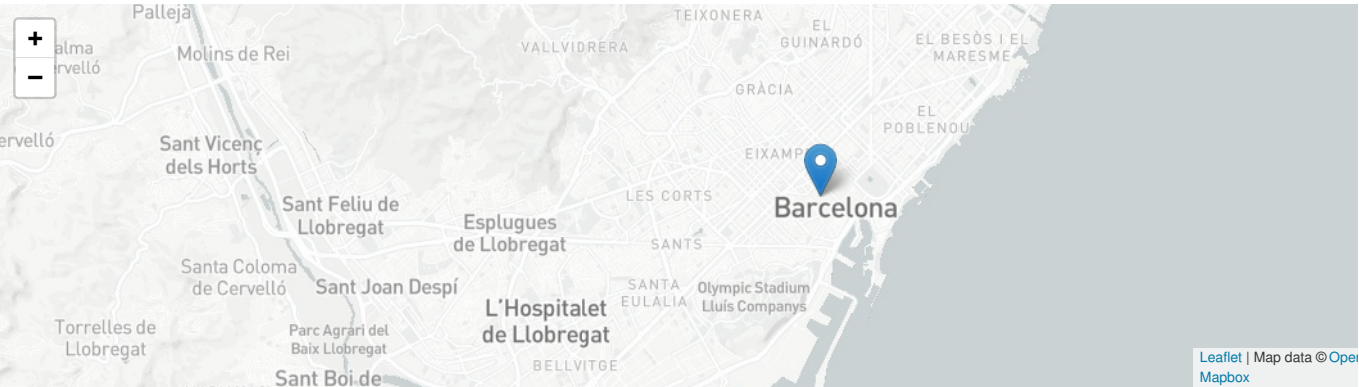 Pallejà
TEIXONERA
+
alma
ervelló
Molins de Rei
VALLVIDRERA
EL
GUINARDÓ
EL BESÒS I EL
MARESME
−
GRÀCIA
EL
POBLENOU
ervelló
Sant Vicenç
dels Horts
EIXAMP
LES CORTS
Barcelona
Sant Feliu de
Llobregat
Esplugues
de Llobregat
SANTS
Santa Coloma
de Cervelló
Sant Joan Despí
SANTA
EULÀLIA
Olympic Stadium
Lluís Companys
L'Hospitalet
de Llobregat
Torrelles de
Llobregat
Parc Agrari del
Baix Llobregat
BELLVITGE
Sant Boi de
Leaflet | Map data © Oper
Mapbox